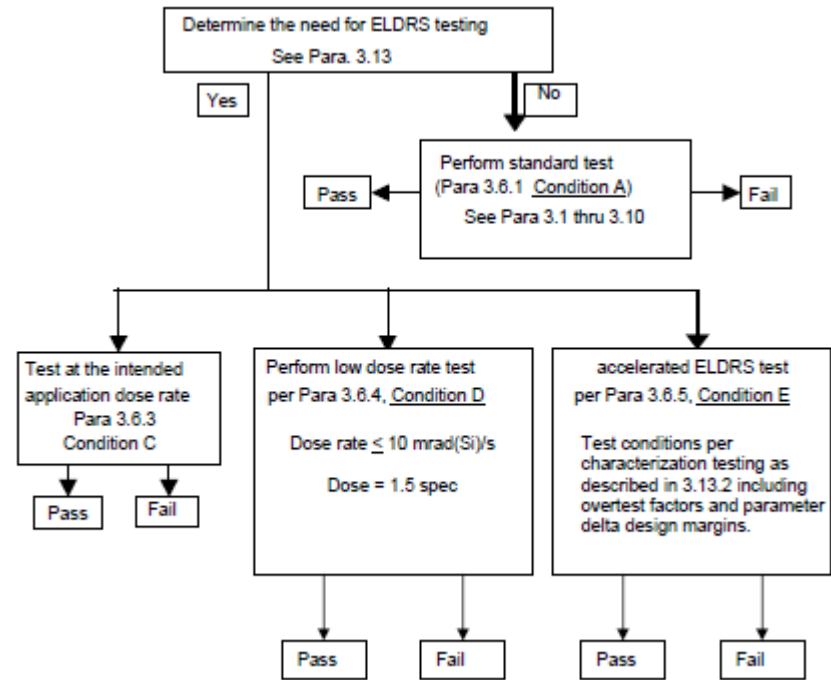 Determine the need for ELDRS testing
See Para. 3.13
Yes
No
Perform standard test
(Para 3.6.1 Condition A)
See Para 3.1 thru 3.10
Pass
Fail
Test at the intended
application dose rate
Para 3.6.3
Condition C
Pass
Fail
Perform low dose rate test
per Para 3.6.4, Condition D
Dose rate ≤ 10 mrad(Si)/s
Dose = 1.5 spec
Pass
Fail
accelerated ELDRS test
per Para 3.6.5, Condition E
Test conditions per
characterization testing as
described in 3.13.2 including
overtest factors and parameter
delta design margins.
Pass
Fail